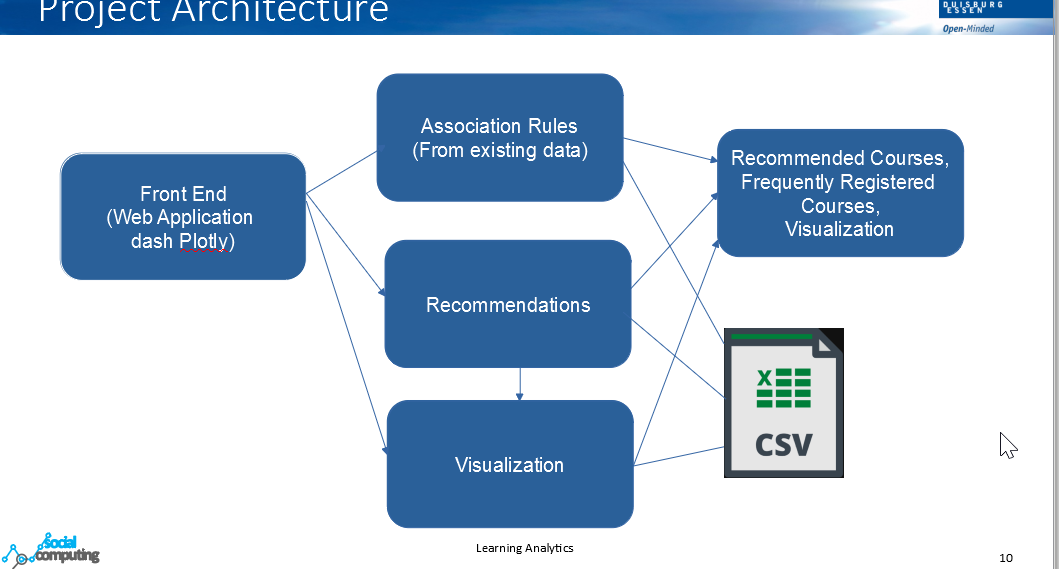 Project Architecture
DUISBURG
ESSEN
Open-Minded
Association Rules
(From existing data)
Front End
(Web Application
dash Plotly)
Recommended Courses,
Frequently Registered
Courses,
Visualization
Recommendations
X
CSV
Visualization
social
computing
Learning Analytics
10